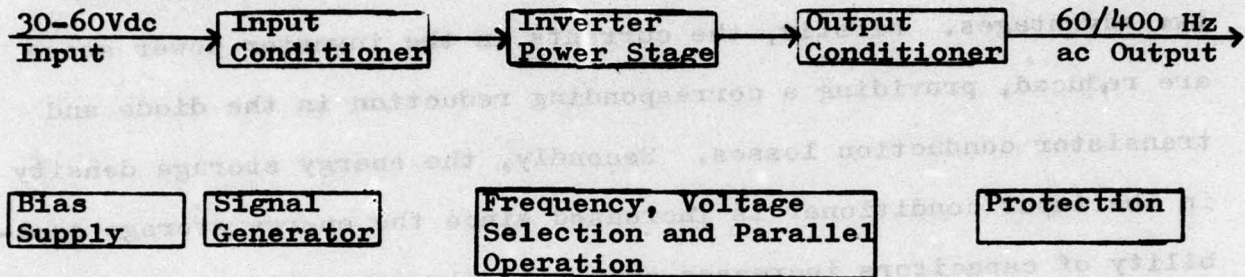 30-60Vdc
Input
Input
Conditioner
Inverter
Power Stage
Output
Conditioner
60/400 Hz
ac Output
Bias
Supply
Signal
Generator
Frequency, Voltage
Selection and Parallel
Operation
Protection